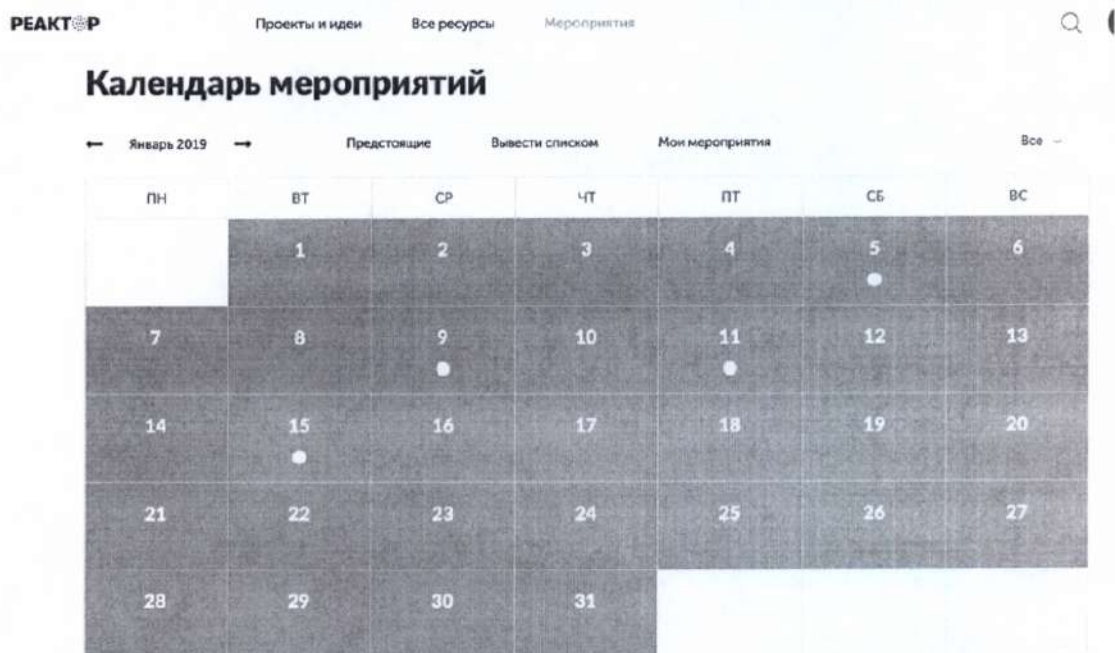 РЕАКТОР Проекты и идеи Все ресурсы Мероприятия
Календарь мероприятий
← Январь 2019 → Предстоящие Вывести списком Мои мероприятия Все
ПН ВТ СР ЧТ ПТ СБ ВС
1 2 3 4 5 6
7 8 9 10 11 12 13
14 15 16 17 18 19 20
21 22 23 24 25 26 27
28 29 30 31